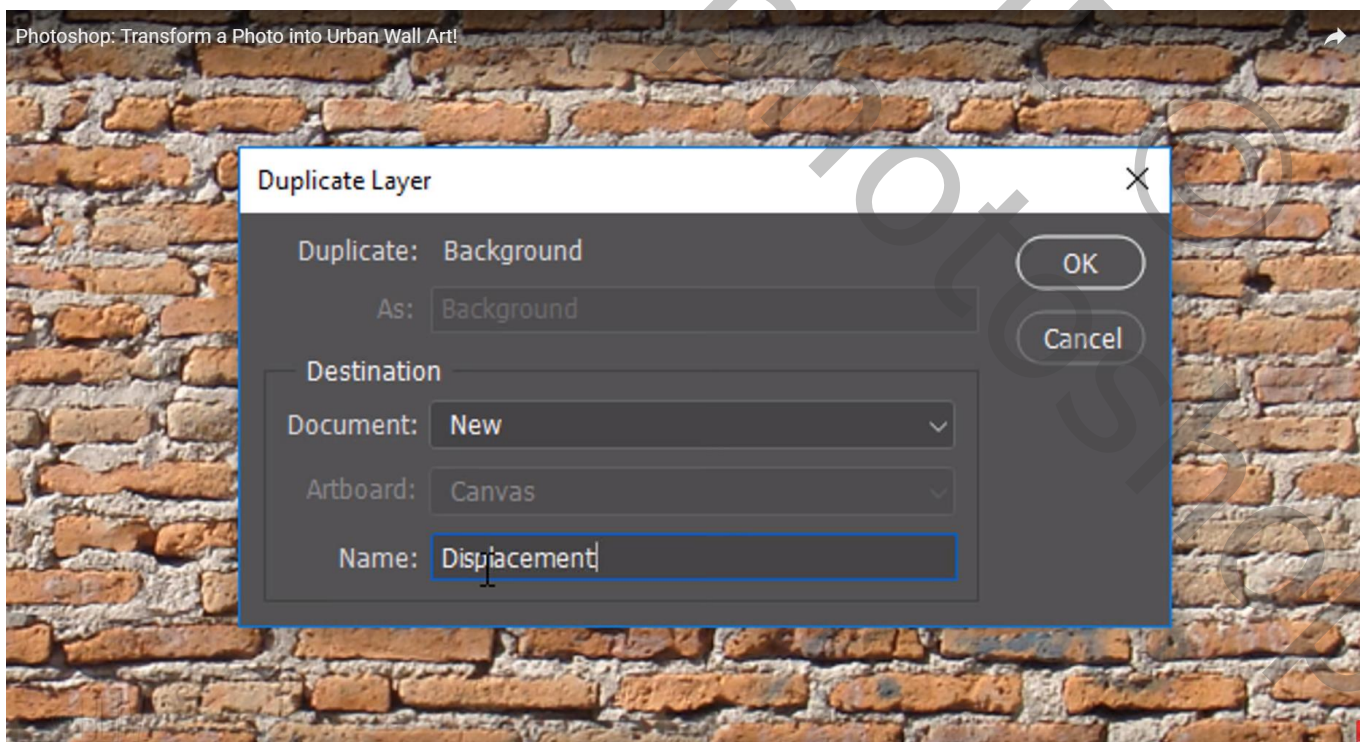 Photoshop: Transform a Photo into Urban Wall Art!
Duplicate Layer
Duplicate: Background
OK
As: Background
Cancel
Destination
Document: New
Artboard: Canvas
Name: Displacement